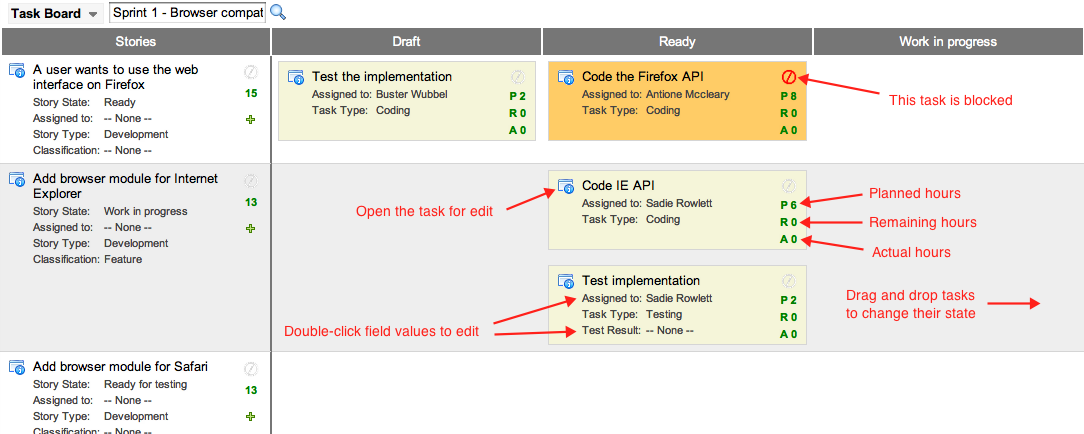 Task Board
Sprint 1 - Browser compat
Stories
Draft
Ready
Work in progress
A user wants to use the web
interface on Firefox
15
Story State: Ready
Assigned to: -- None --
Story Type: Development
Classification: -- None --
Test the implementation
Assigned to: Buster Wubbel
Task Type: Coding
P 2
R 0
A 0
Code the Firefox API
Assigned to: Antione Mccleary
Task Type: Coding
P 8
R 0
A 0
This task is blocked
Add browser module for Internet
Explorer
13
Story State: Work in progress
Assigned to: -- None --
Story Type: Development
Classification: Feature
Open the task for edit
Code IE API
Assigned to: Sadie Rowlett
Task Type: Coding
P 6
R 0
A 0
Planned hours
Remaining hours
Actual hours
Double-click field values to edit
Test implementation
Assigned to: Sadie Rowlett
Task Type: Testing
Test Result: -- None --
P 2
R 0
A 0
Drag and drop tasks
to change their state
Add browser module for Safari
Story State: Ready for testing
13
Assigned to: -- None --
Story Type: Development
Classification: -- None --